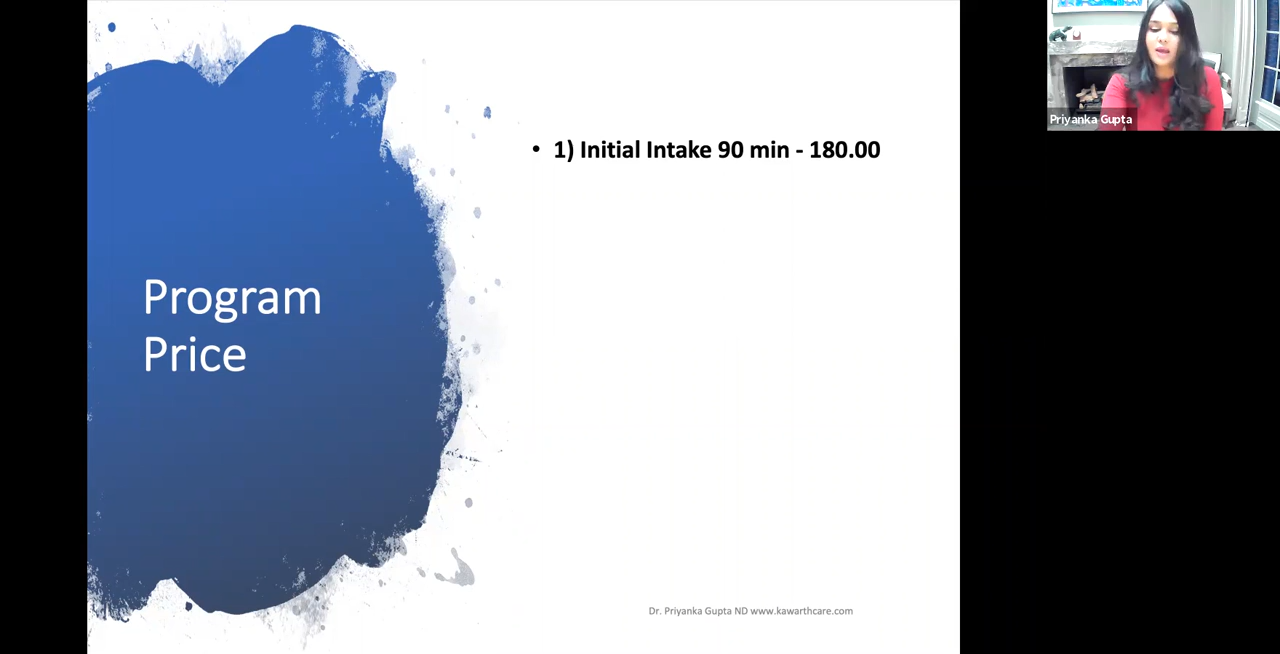 Priyanka Gupta
• 1) Initial Intake 90 min - 180.00
Program
Price
Dr. Priyanka Gupta ND www.kawarthcare.com